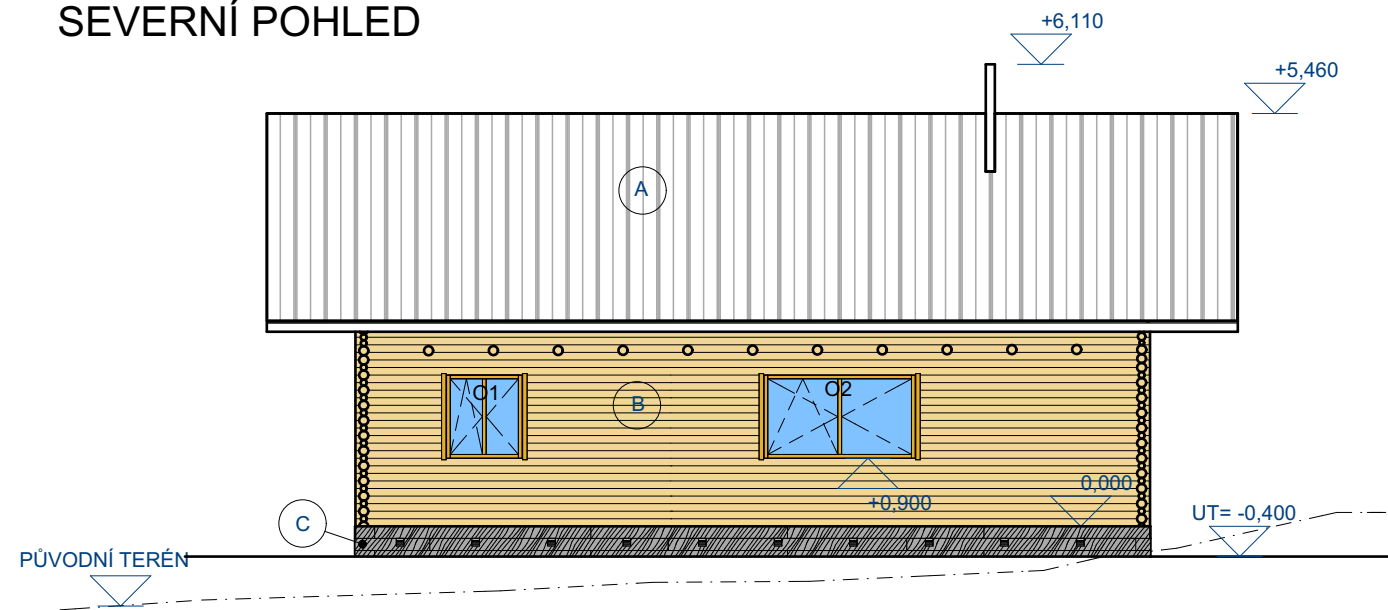 SEVERNÍ POHLED
+6,110
+5,460
A
O1
O2
B
+0,900
0,000
C
UT= -0,400
PŮVODNÍ TERÉN